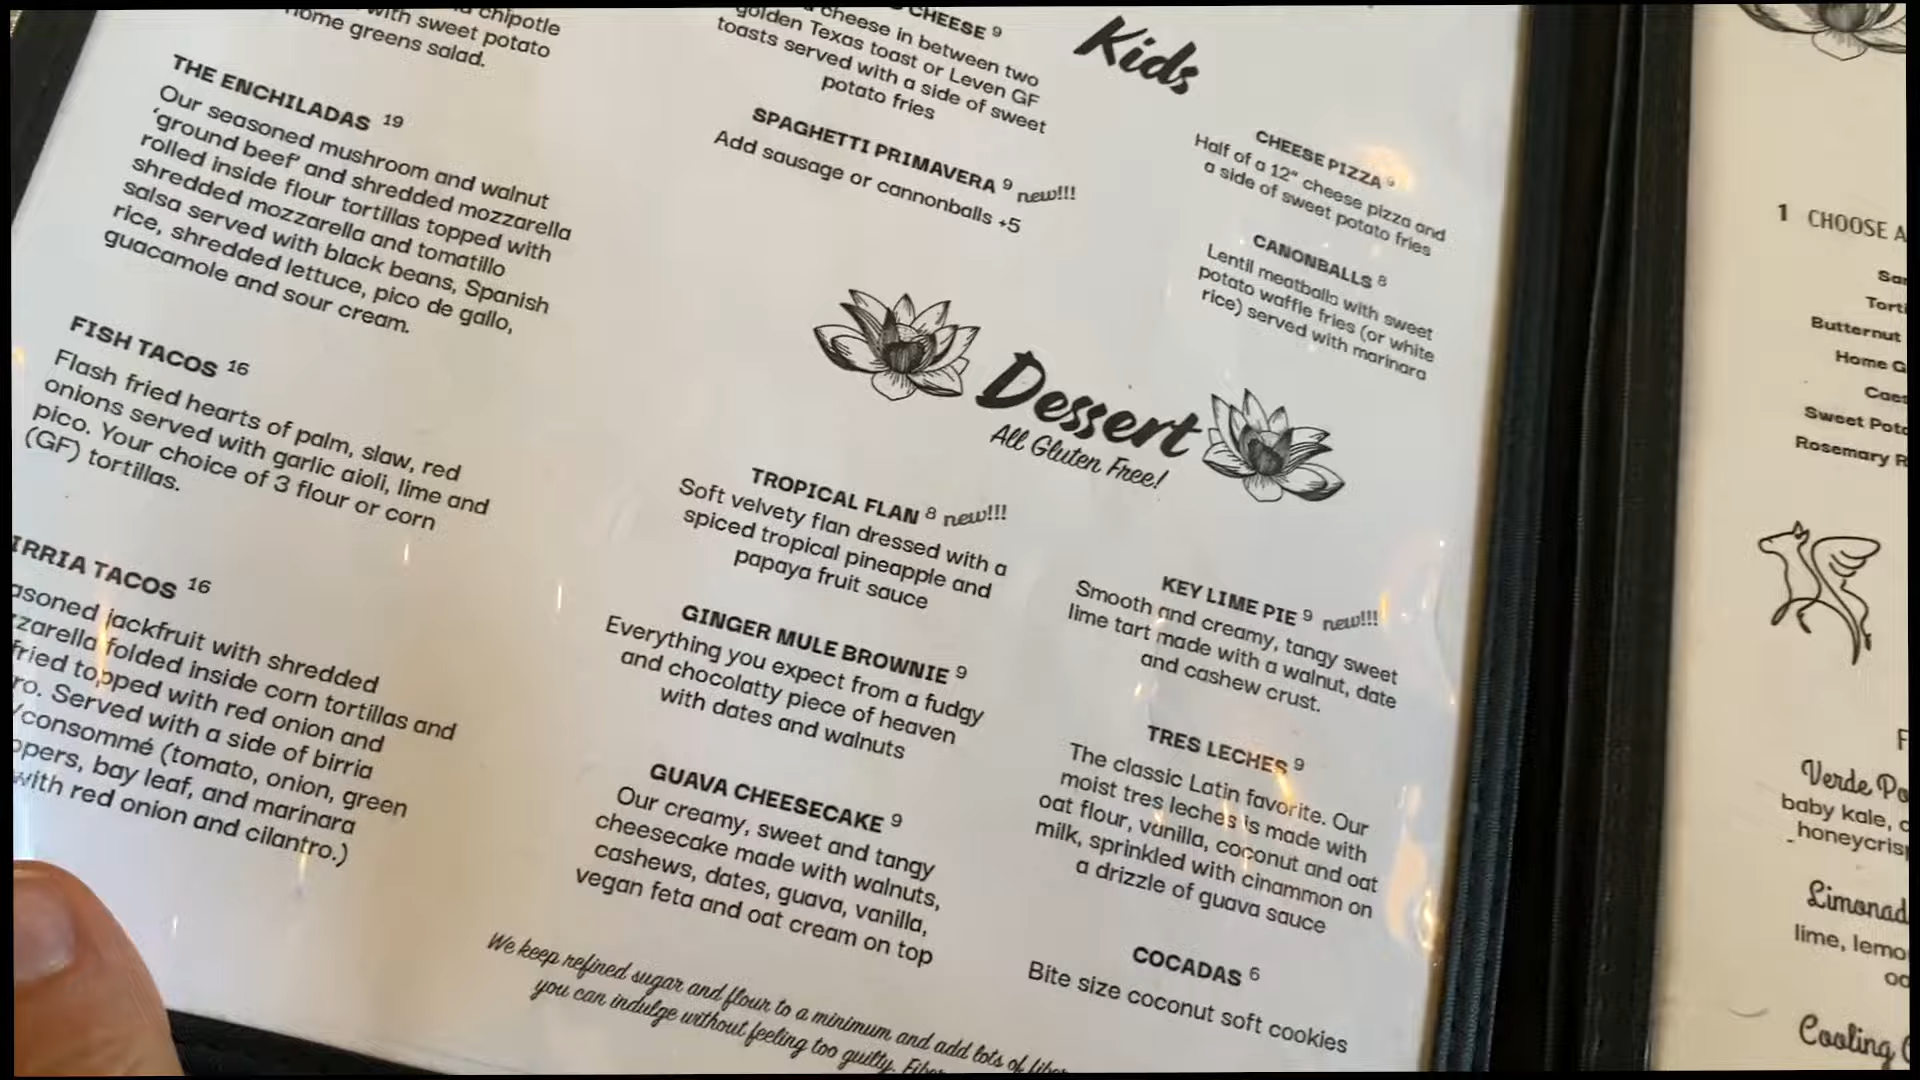 chipotle
with sweet potato
home greens salad.
THE ENCHILADAS 19
Our seasoned mushroom and walnut
'ground beef' and shredded mozzarella
rolled inside flour tortillas topped with
shredded mozzarella and tomatillo
salsa served with black beans, Spanish
rice, shredded lettuce, pico de gallo,
guacamole and sour cream.
FISH TACOS 16
Flash fried hearts of palm, slaw, red
onions served with garlic aioli, lime and
pico. Your choice of 3 flour or corn
(GF) tortillas.
IRRIA TACOS 16
asoned jackfruit with shredded
zzarella folded inside corn tortillas and
fried topped with red onion and
ro. Served with a side of birria
/consommé (tomato, onion, green
ppers, bay leaf, and marinara
with red onion and cilantro.)
CHEESE 9
cheese in between two
golden Texas toast or Leven GF
toasts served with a side of sweet
potato fries
SPAGHETTI PRIMAVERA 9 new!!!
Add sausage or cannonballs +5
Kids
CHEESE PIZZA 9
Half of a 12" cheese pizza and
a side of sweet potato fries
CANONBALLS 8
Lentil meatballs with sweet
potato waffle fries (or white
rice) served with marinara
Dessert
All Gluten Free!
TROPICAL FLAN 8 new!!!
Soft velvety flan dressed with a
spiced tropical pineapple and
papaya fruit sauce
GINGER MULE BROWNIE 9
Everything you expect from a fudgy
and chocolatty piece of heaven
with dates and walnuts
GUAVA CHEESECAKE 9
Our creamy, sweet and tangy
cheesecake made with walnuts,
cashews, dates, guava, vanilla,
vegan feta and oat cream on top
KEY LIME PIE 9 new!!!
Smooth and creamy, tangy sweet
lime tart made with a walnut, date
and cashew crust.
TRES LECHES 9
The classic Latin favorite. Our
moist tres leches is made with
oat flour, vanilla, coconut and oat
milk, sprinkled with cinammon on
a drizzle of guava sauce
COCADAS 6
Bite size coconut soft cookies
We keep refined sugar and flour to a minimum and add lots of fiber
you can indulge without feeling too guilty. Fiber
1 CHOOSE A
Sar
Torti
Butternut
Home G
Caes
Sweet Pota
Rosemary R
F
Verde Po
baby kale, c
honeycris
Limonad
lime, lemo
Cooling